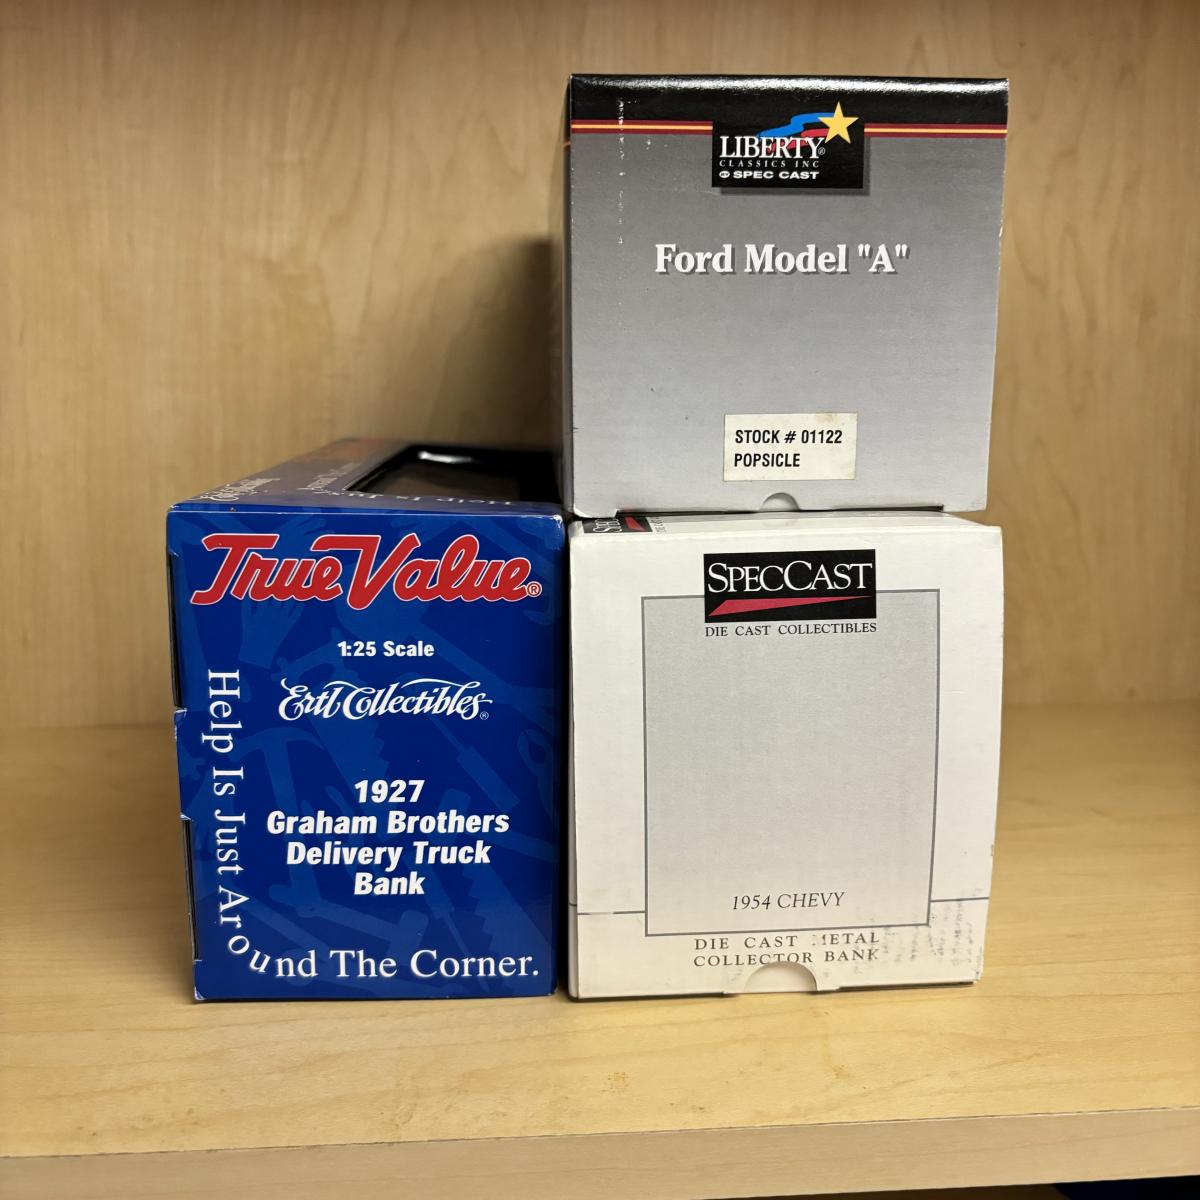 LIBERTY®
CLASSICS INC
SPEC CAST
Ford Model "A"
STOCK # 01122
POPSICLE
True Value®
1:25 Scale
Ertl Collectibles®
1927
Graham Brothers
Delivery Truck
Bank
Help Is Just Around The Corner.
SPECCAST
DIE CAST COLLECTIBLES
1954 CHEVY
DIE CAST METAL
COLLECTOR BANK